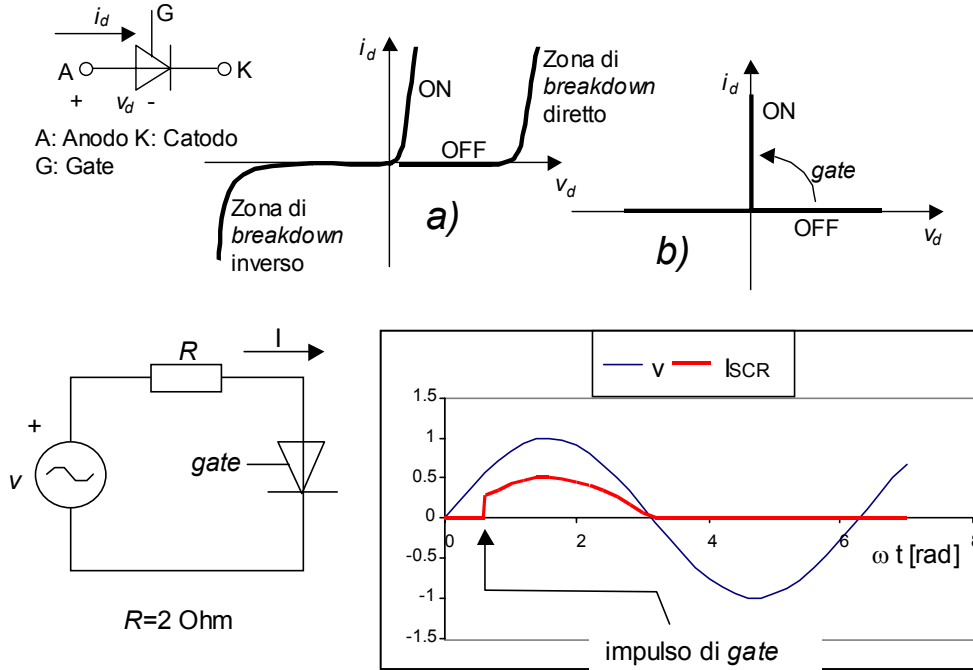 G
i_d
A
K
+ v_d -
A: Anodo K: Catodo
G: Gate
i_d
ON
Zona di
breakdown
diretto
OFF
v_d
Zona di
breakdown
inverso
a)
i_d
ON
gate
OFF
v_d
b)
R
I
+
v
gate
R=2 Ohm
v
ISCR
1.5
1
0.5
0
-0.5
-1
-1.5
0
2
4
6
8
ω t [rad]
impulso di gate